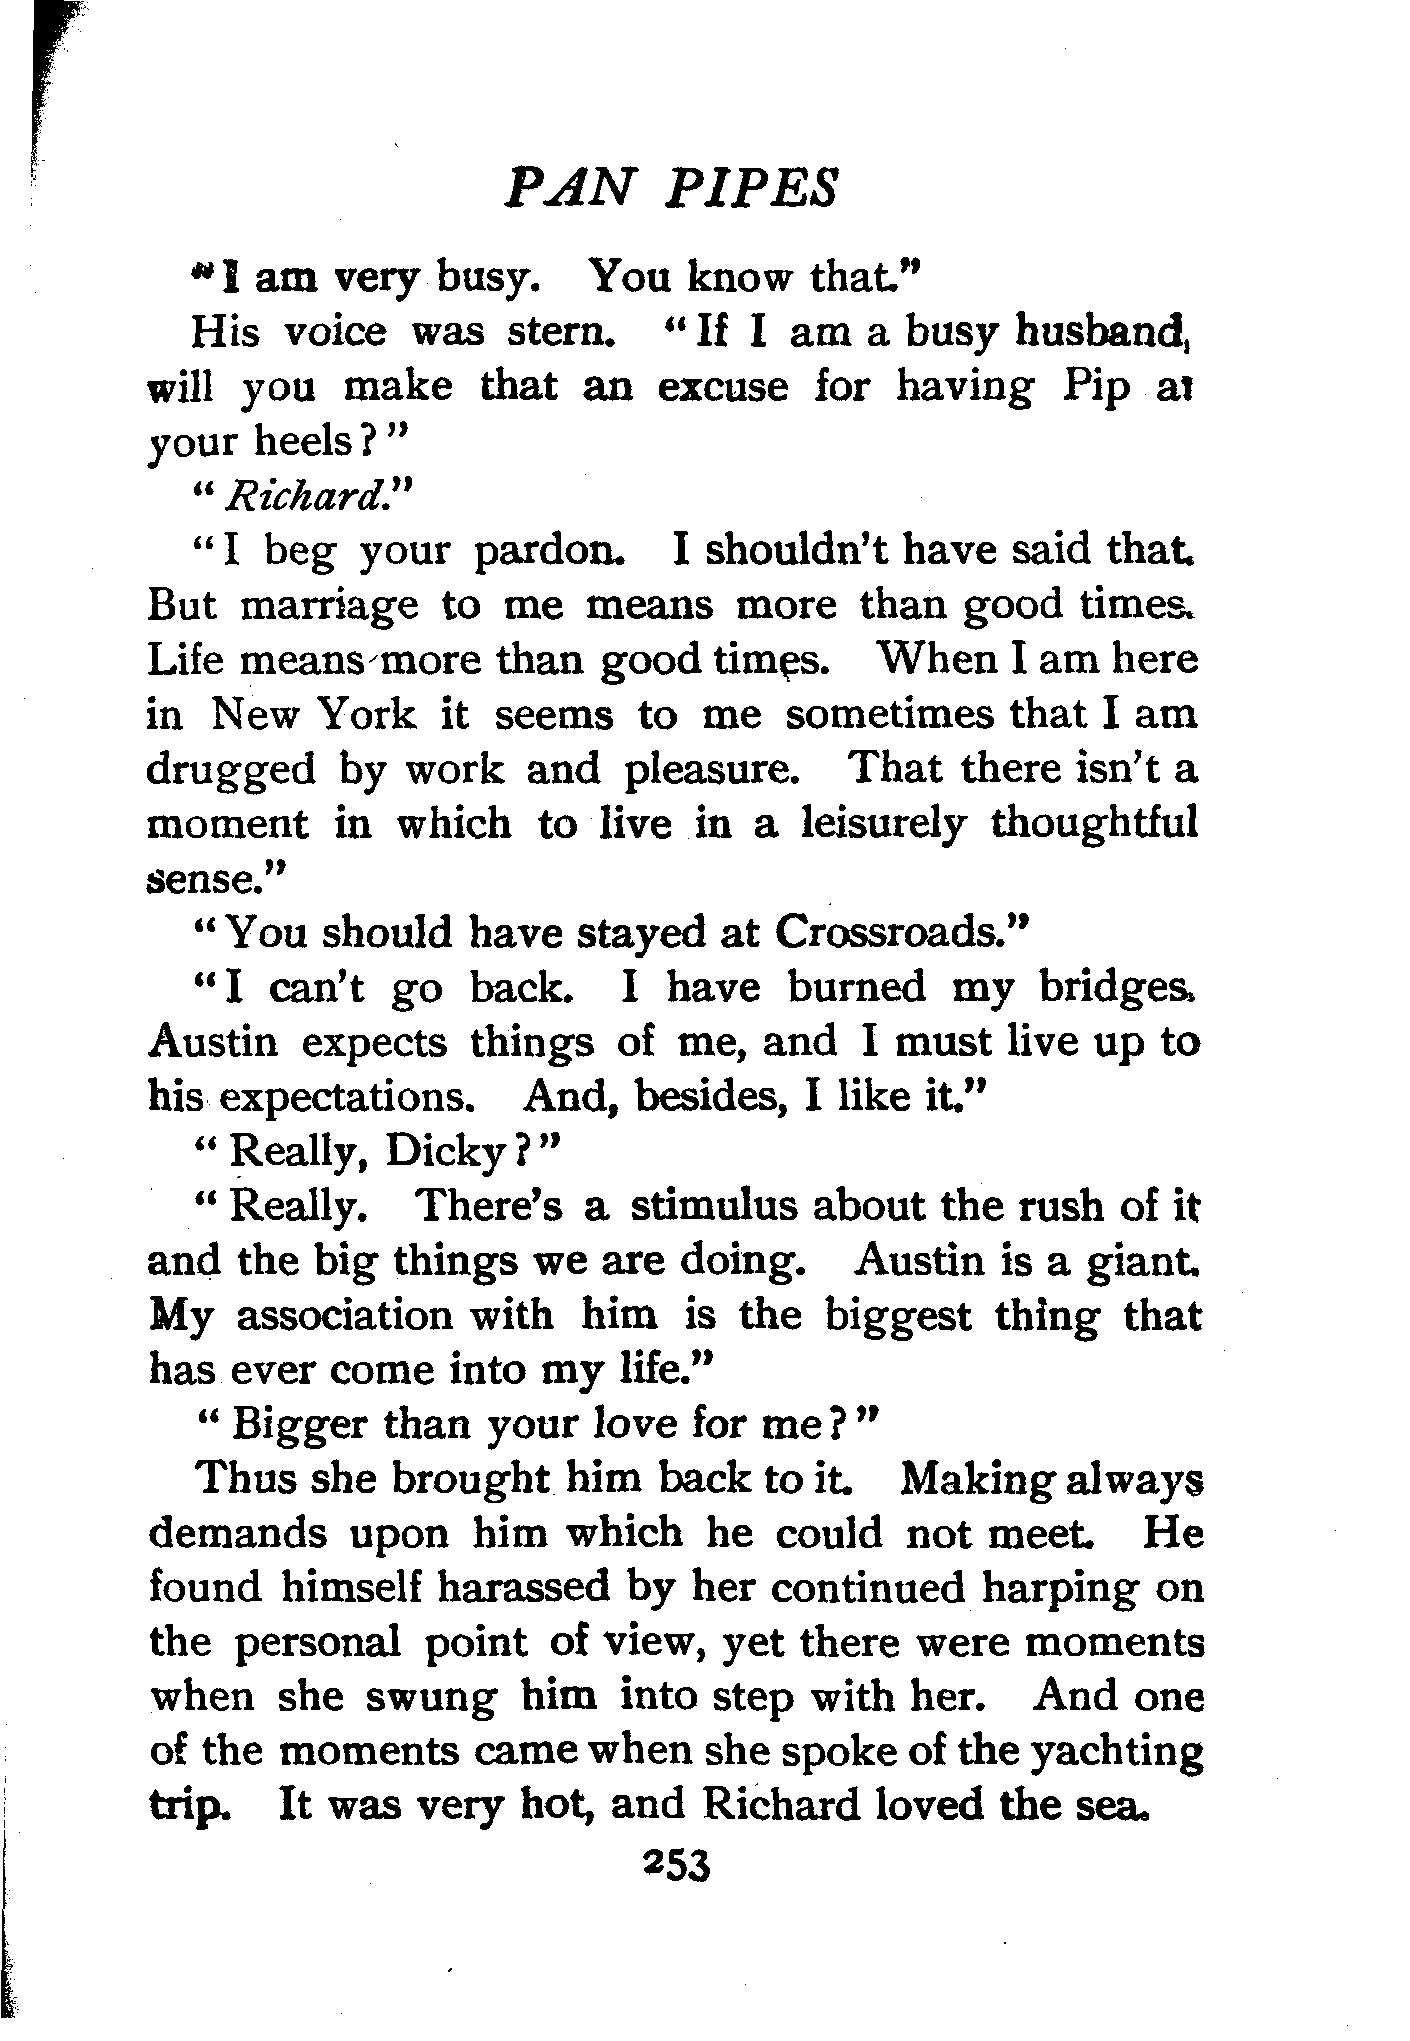 PAN PIPES
"I am very busy. You know that."
His voice was stern. "If I am a busy husband,
will you make that an excuse for having Pip at
your heels?"
"Richard."
"I beg your pardon. I shouldn't have said that.
But marriage to me means more than good times.
Life means more than good times. When I am here
in New York it seems to me sometimes that I am
drugged by work and pleasure. That there isn't a
moment in which to live in a leisurely thoughtful
sense."
"You should have stayed at Crossroads."
"I can't go back. I have burned my bridges.
Austin expects things of me, and I must live up to
his expectations. And, besides, I like it."
"Really, Dicky?"
"Really. There's a stimulus about the rush of it
and the big things we are doing. Austin is a giant.
My association with him is the biggest thing that
has ever come into my life."
"Bigger than your love for me?"
Thus she brought him back to it. Making always
demands upon him which he could not meet. He
found himself harassed by her continued harping on
the personal point of view, yet there were moments
when she swung him into step with her. And one
of the moments came when she spoke of the yachting
trip. It was very hot, and Richard loved the sea.
253